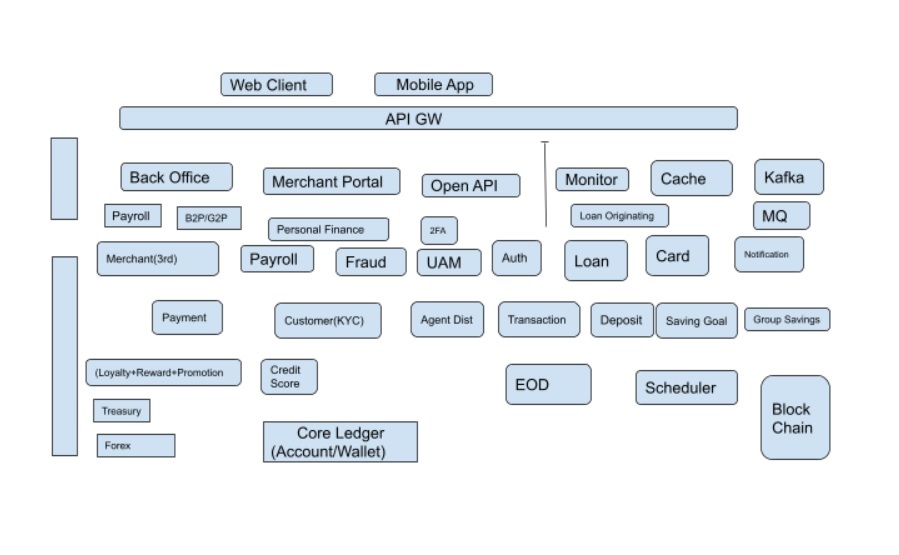 Web Client
Mobile App
API GW
Back Office
Merchant Portal
Open API
Monitor
Cache
Kafka
Payroll
B2P/G2P
Personal Finance
2FA
Loan Originating
MQ
Merchant(3rd)
Payroll
Fraud
UAM
Auth
Loan
Card
Notification
Payment
Customer(KYC)
Agent Dist
Transaction
Deposit
Saving Goal
Group Savings
(Loyalty+Reward+Promotion
Credit
Score
EOD
Scheduler
Block
Chain
Treasury
Forex
Core Ledger
(Account/Wallet)